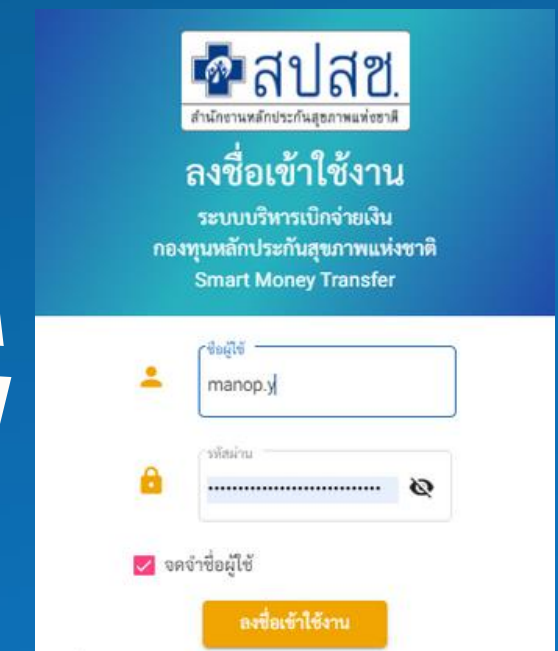 สปสช.
สำนักงานหลักประกันสุขภาพแห่งชาติ
ลงชื่อเข้าใช้งาน
ระบบบริหารเบิกจ่ายเงิน
กองทุนหลักประกันสุขภาพแห่งชาติ
Smart Money Transfer
ชื่อผู้ใช้
manop.y
รหัสผ่าน
จดจำชื่อผู้ใช้
ลงชื่อเข้าใช้งาน